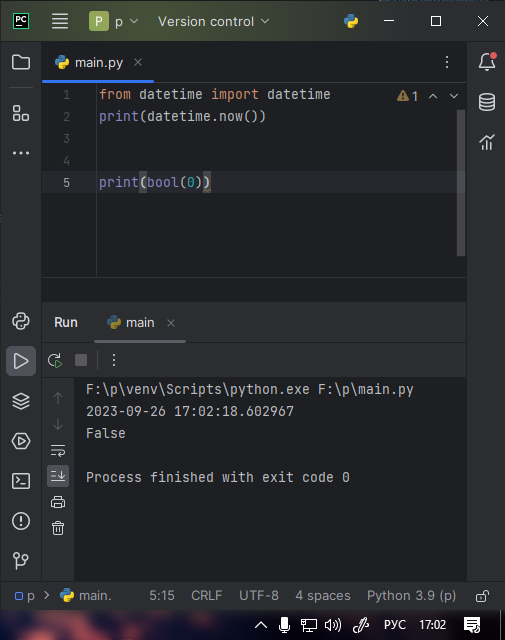 PC P p Version control
main.py
1 from datetime import datetime 1
2 print(datetime.now())
3
4
5 print(bool(0))
Run main
F:\p\venv\Scripts\python.exe F:\p\main.py
2023-09-26 17:02:18.602967
False
Process finished with exit code 0
p > main. 5:15 CRLF UTF-8 4 spaces Python 3.9 (p)
РУС 17:02